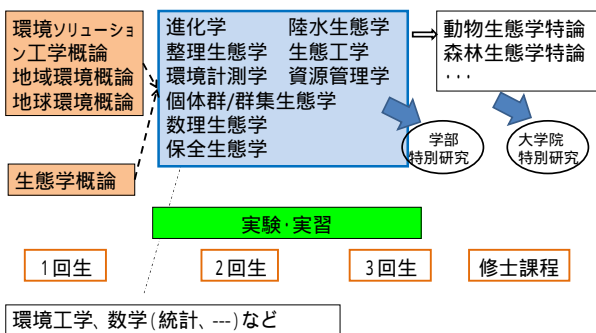 環境ソリューショ
ン工学概論
地域環境概論
地球環境概論
生態学概論
進化学 陸水生態学
整理生態学 生態工学
環境計測学 資源管理学
個体群/群集生態学
数理生態学
保全生態学
動物生態学特論
森林生態学特論
・・・
学部
特別研究
大学院
特別研究
実験・実習
1回生
2回生
3回生
修士課程
環境工学、数学(統計、---)など